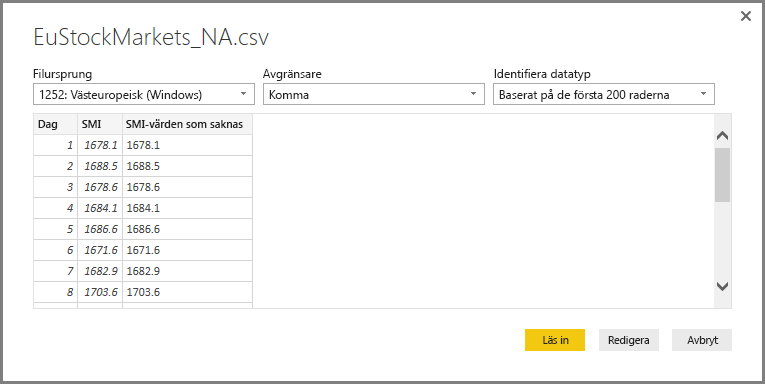 EuStockMarkets_NA.csv
Filursprung Avgränsare Identifiera datatyp
1252: Västeuropeisk (Windows) Komma Baserat på de första 200 raderna
Dag SMI SMI-värden som saknas
1 1678.1 1678.1
2 1688.5 1688.5
3 1678.6 1678.6
4 1684.1 1684.1
5 1686.6 1686.6
6 1671.6 1671.6
7 1682.9 1682.9
8 1703.6 1703.6
Läs in Redigera Avbryt